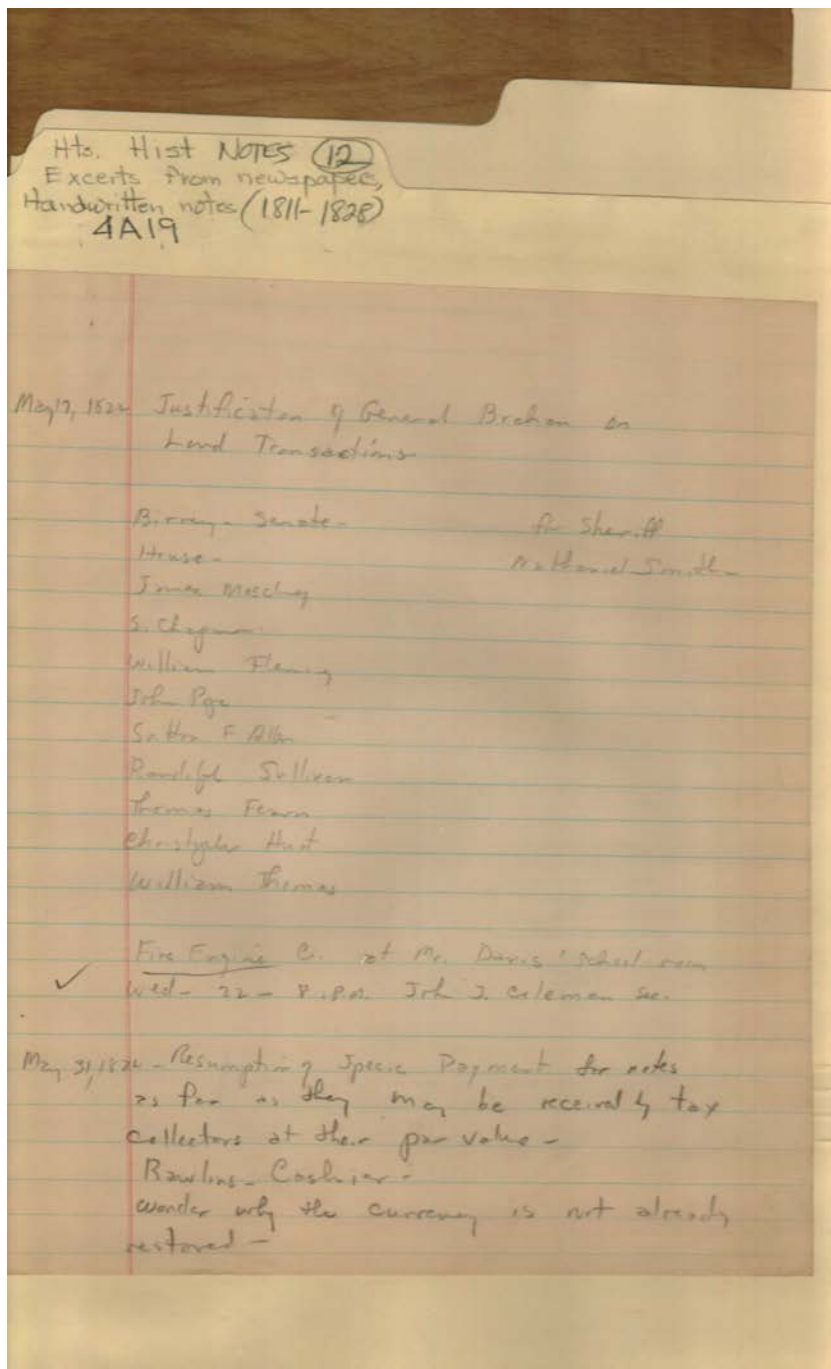 Hts. Hist NOTES (12)
Excerts from newspapers,
Handwritten notes (1811-1828)
4A19
May 17, 1822 Justification of General Brahan on
Land Transactions
Birney - Senate - for Sheriff
House - Nathaniel Smith -
James Moseley
S. Chapman
William Fleming
John Pope
F Allen
Randolph Sullivan
Thomas Fearn
Christopher Hunt
William Thomas
Fire Engine Co. at Mr. Davis' School room
✓ Wed - 22 - 8 P.M. John J. Coleman Sec.
May 31, 1822 - Resumption of Specie Payment for notes
as far as they may be received by tax
collectors at their par value -
Rawlins - Cashier -
wonder why the currency is not already
restored -